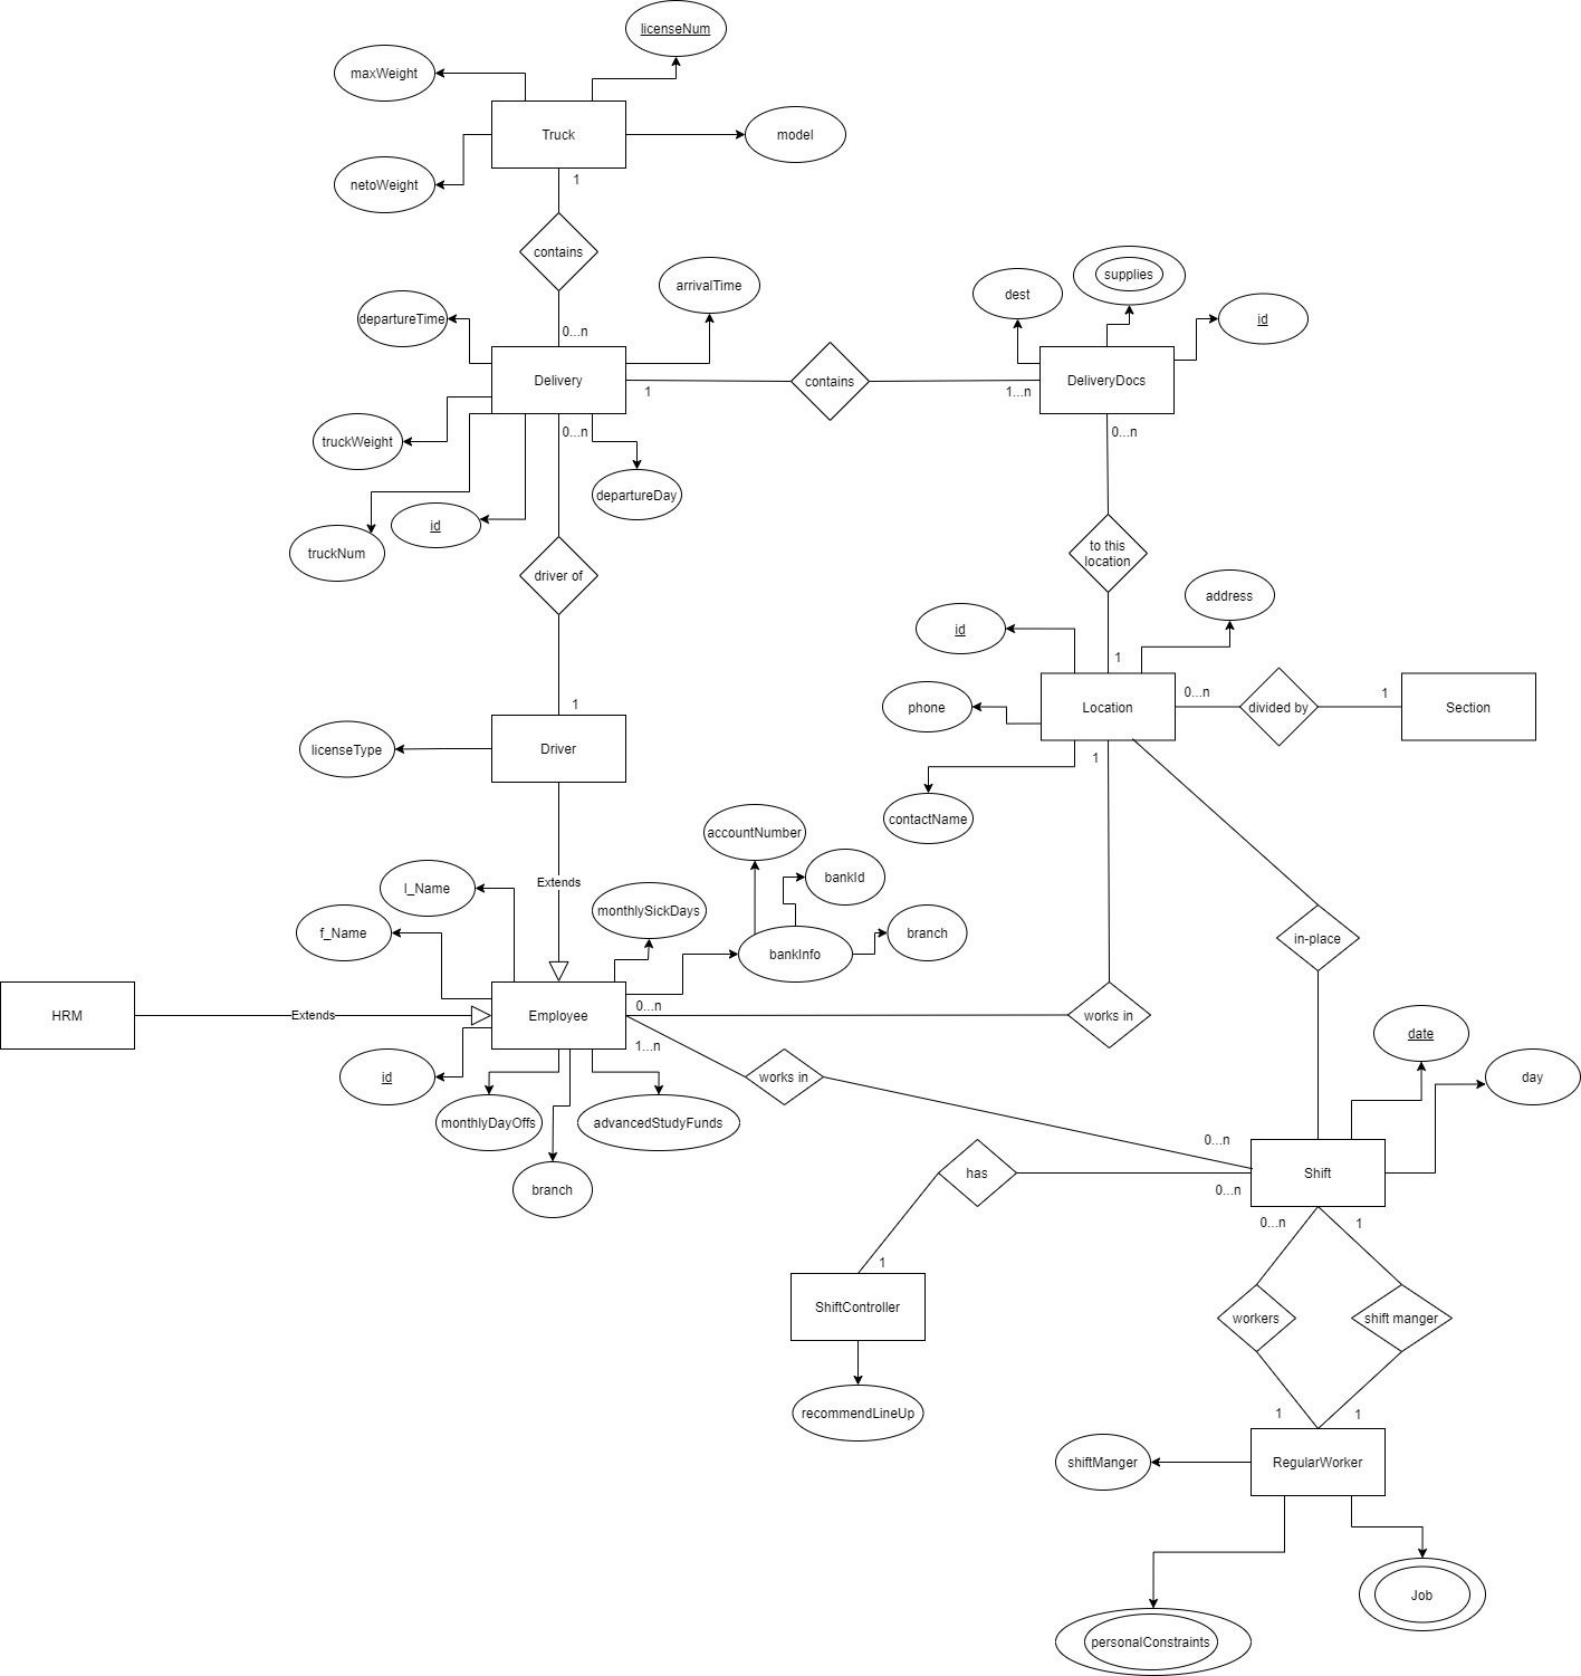 licenseNum
maxWeight
Truck
model
netoWeight
1
contains
arrivalTime
supplies
dest
departureTime
id
0...n
Delivery
contains
DeliveryDocs
1
1...n
0...n
0...n
truckWeight
departureDay
id
truckNum
driver of
to this
location
address
id
1
1
phone
Location
0...n
divided by
1
Section
licenseType
Driver
1
contactName
accountNumber
Extends
bankId
l_Name
monthlySickDays
f_Name
branch
bankInfo
in-place
0...n
HRM
Extends
Employee
works in
date
1...n
id
works in
day
monthlyDayOffs
advancedStudyFunds
0...n
has
Shift
branch
0...n
0...n
1
1
ShiftController
workers
shift manger
recommendLineUp
1
1
shiftManger
RegularWorker
Job
personalConstraints